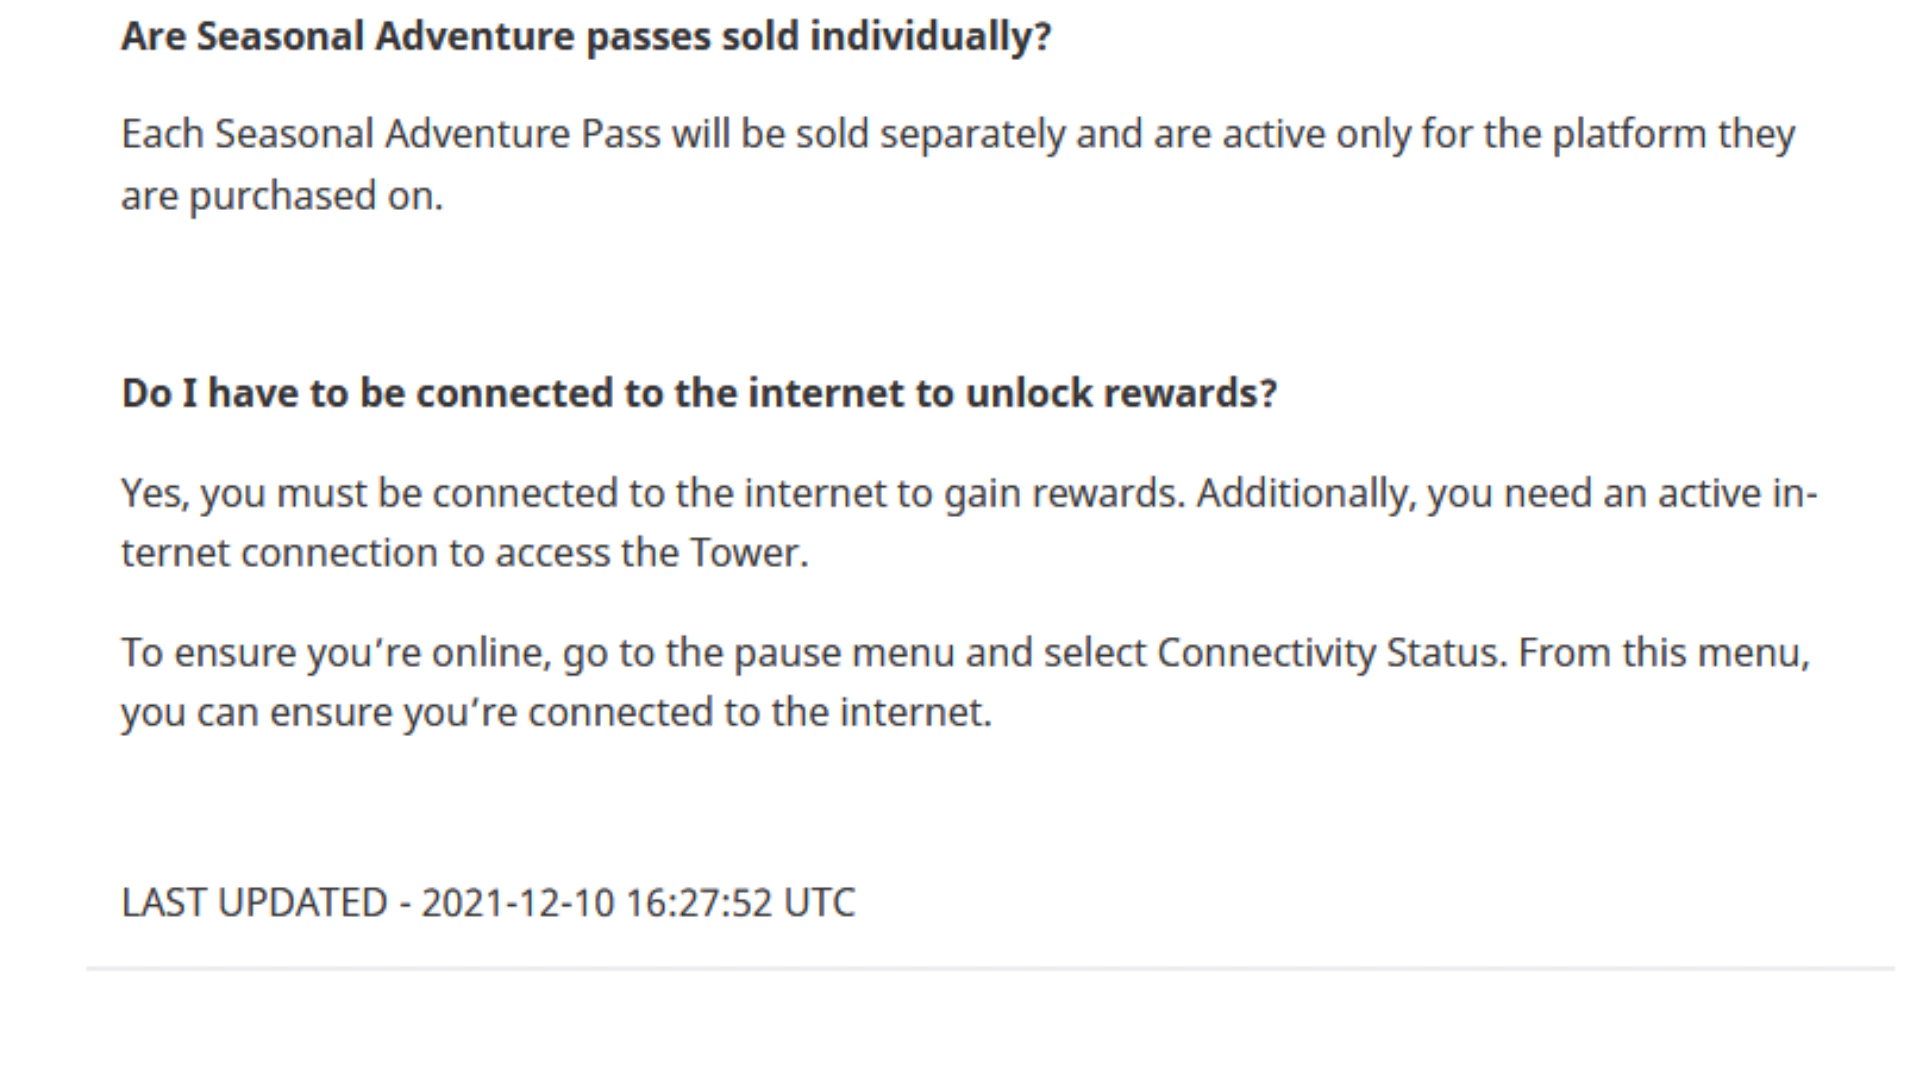 Are Seasonal Adventure passes sold individually?
Each Seasonal Adventure Pass will be sold separately and are active only for the platform they
are purchased on.
Do I have to be connected to the internet to unlock rewards?
Yes, you must be connected to the internet to gain rewards. Additionally, you need an active in-
ternet connection to access the Tower.
To ensure you’re online, go to the pause menu and select Connectivity Status. From this menu,
you can ensure you’re connected to the internet.
LAST UPDATED - 2021-12-10 16:27:52 UTC